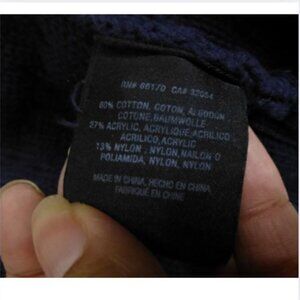 RN# 66170 CA# 32054
60% COTTON, COTON, ALGODON
COTONE, BAUMWOLLE
27% ACRYLIC, ACRYLIQUE, ACRILICO
ACRILICO, ACRYLIC
13% NYLON, NYLON, NAILON O
POLIAMIDA, NYLON, NYLON
MADE IN CHINA, HECHO EN CHINA,
FABRIQUÉ EN CHINE